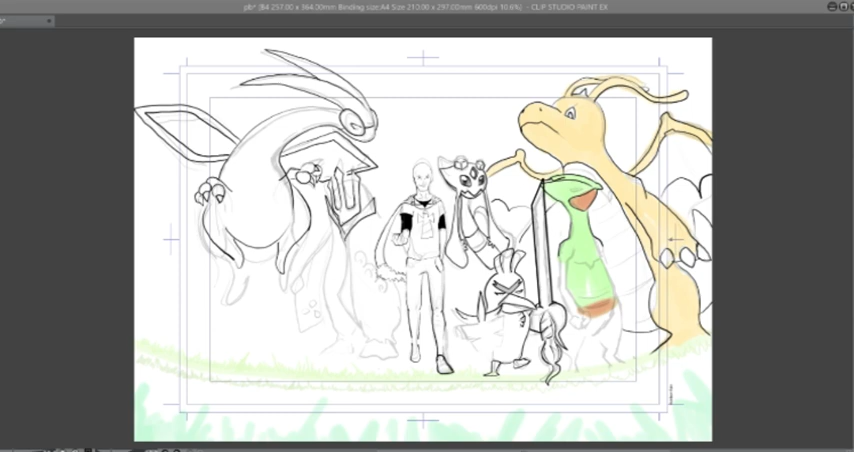 plb* (B4 257.00 x 364.00mm Binding size:A4 Size 210.00 x 297.00mm 600dpi 10.6%) - CLIP STUDIO PAINT EX